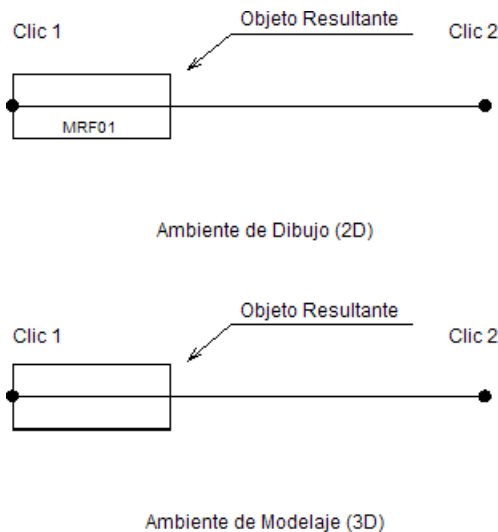 Objeto Resultante
Clic 1
Clic 2
MRF01
Ambiente de Dibujo (2D)
Objeto Resultante
Clic 1
Clic 2
Ambiente de Modelaje (3D)